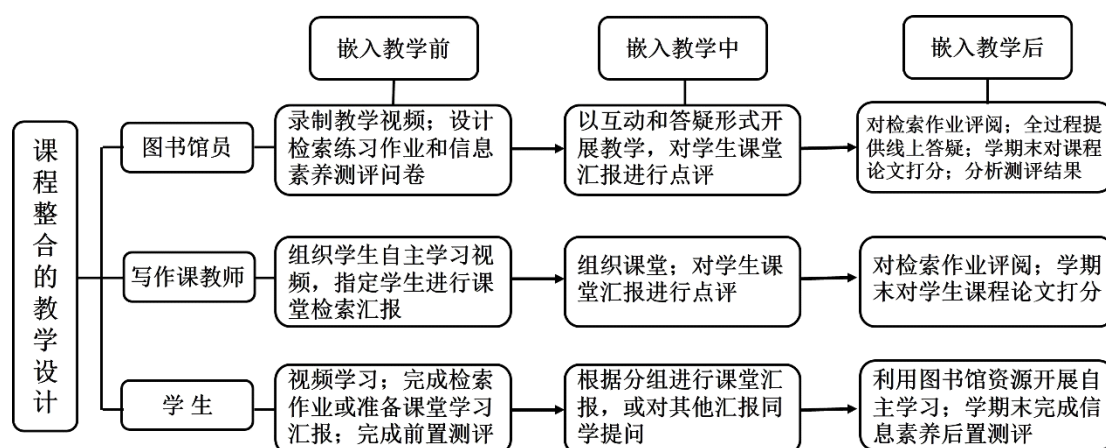 嵌入教学前
嵌入教学中
嵌入教学后
课程整合的教学设计
图书馆员
录制教学视频；设计
检索练习作业和信息
素养测评问卷
以互动和答疑形式开
展教学，对学生课堂
汇报进行点评
对检索作业评阅；全过程提
供线上答疑；学期末对课程
论文打分；分析测评结果
写作课教师
组织学生自主学习视
频，指定学生进行课
堂检索汇报
组织课堂；对学生课
堂汇报进行点评
对检索作业评阅；学期
末对学生课程论文打分
学生
视频学习；完成检索
作业或准备课堂学习
汇报；完成前置测评
根据分组进行课堂汇
报，或对其他汇报同
学提问
利用图书馆资源开展自
主学习；学期末完成信
息素养后置测评